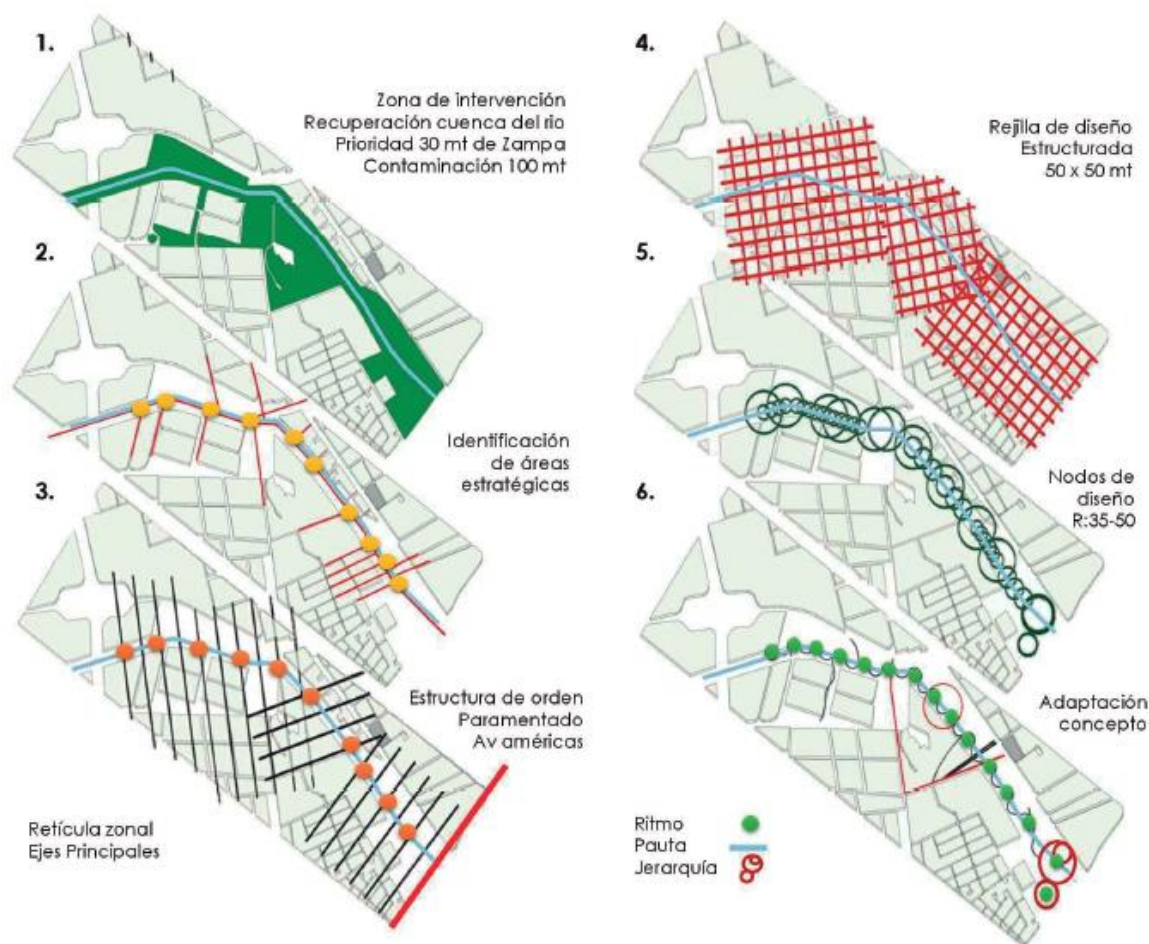 1.
Zona de intervención
Recuperación cuenca del rio
Prioridad 30 mt de Zampa
Contaminación 100 mt
2.
Identificación
de áreas
estratégicas
3.
Estructura de orden
Paramentado
Av américas
Retícula zonal
Ejes Principales
4.
Rejilla de diseño
Estructurada
50 x 50 mt
5.
Nodos de
diseño
R:35-50
6.
Adaptación
concepto
Ritmo
Pauta
Jerarquía